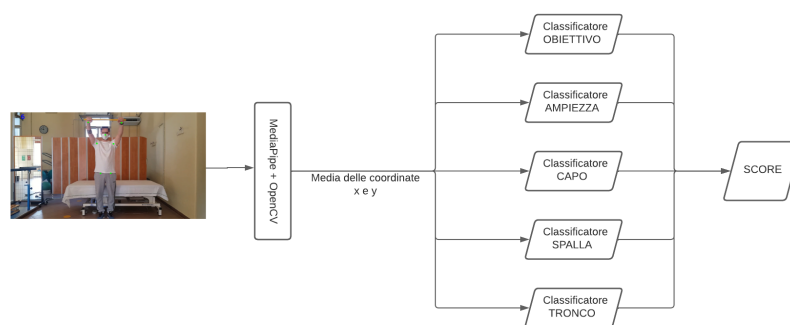 Classificatore
OBIETTIVO
Classificatore
AMPIEZZA
MediaPipe + OpenCV
Media delle coordinate
x e y
Classificatore
CAPO
SCORE
Classificatore
SPALLA
Classificatore
TRONCO